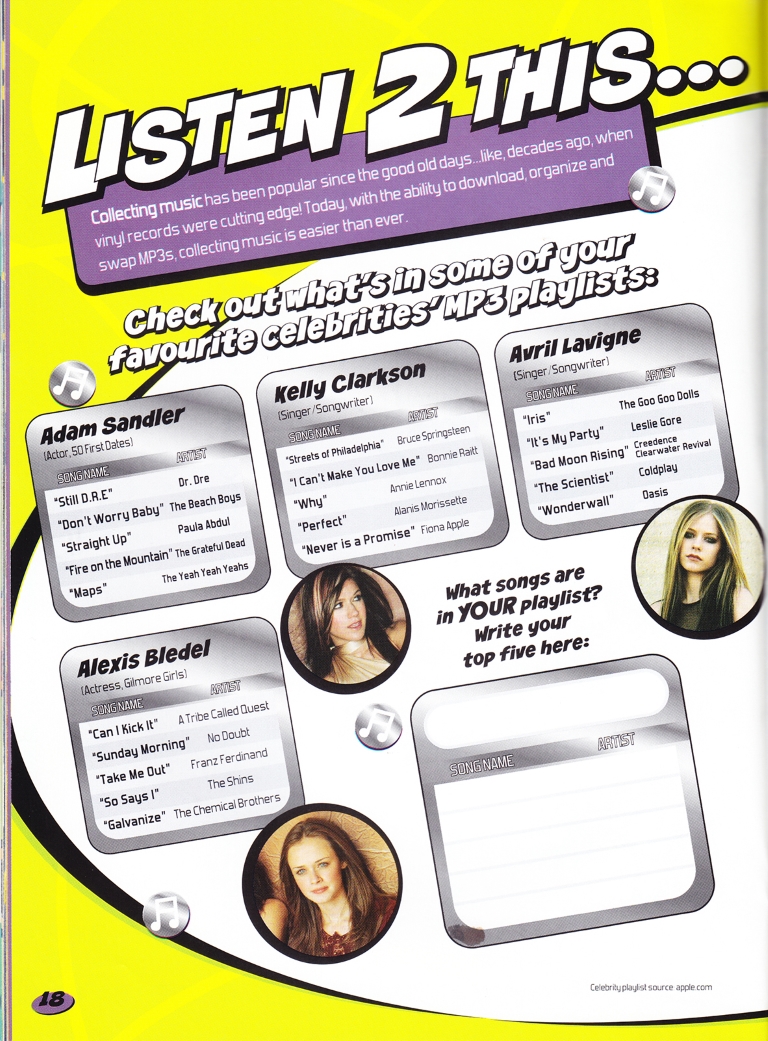 LISTEN 2 THIS...
Collecting music has been popular since the good old days...like, decades ago, when
vinyl records were cutting edge! Today, with the ability to download, organize and
swap MP3s, collecting music is easier than ever.
Check out what's in some of your
favourite celebrities' MP3 playlists:
Adam Sandler
(Actor, 50 First Dates)
SONG NAME ARTIST
"Still D.R.E" Dr. Dre
"Don't Worry Baby" The Beach Boys
"Straight Up" Paula Abdul
"Fire on the Mountain" The Grateful Dead
"Maps" The Yeah Yeah Yeahs
Kelly Clarkson
(Singer/Songwriter)
SONG NAME ARTIST
"Streets of Philadelphia" Bruce Springsteen
"I Can't Make You Love Me" Bonnie Raitt
"Why" Annie Lennox
"Perfect" Alanis Morissette
"Never is a Promise" Fiona Apple
Avril Lavigne
(Singer/Songwriter)
SONG NAME ARTIST
"Iris" The Goo Goo Dolls
"It's My Party" Leslie Gore
"Bad Moon Rising" Creedence
Clearwater Revival
"The Scientist" Coldplay
"Wonderwall" Oasis
Alexis Bledel
(Actress, Gilmore Girls)
SONG NAME ARTIST
"Can I Kick It" A Tribe Called Quest
"Sunday Morning" No Doubt
"Take Me Out" Franz Ferdinand
"So Says I" The Shins
"Galvanize" The Chemical Brothers
What songs are
in YOUR playlist?
Write your
top five here:
SONG NAME ARTIST
Celebrity playlist source: apple.com
18